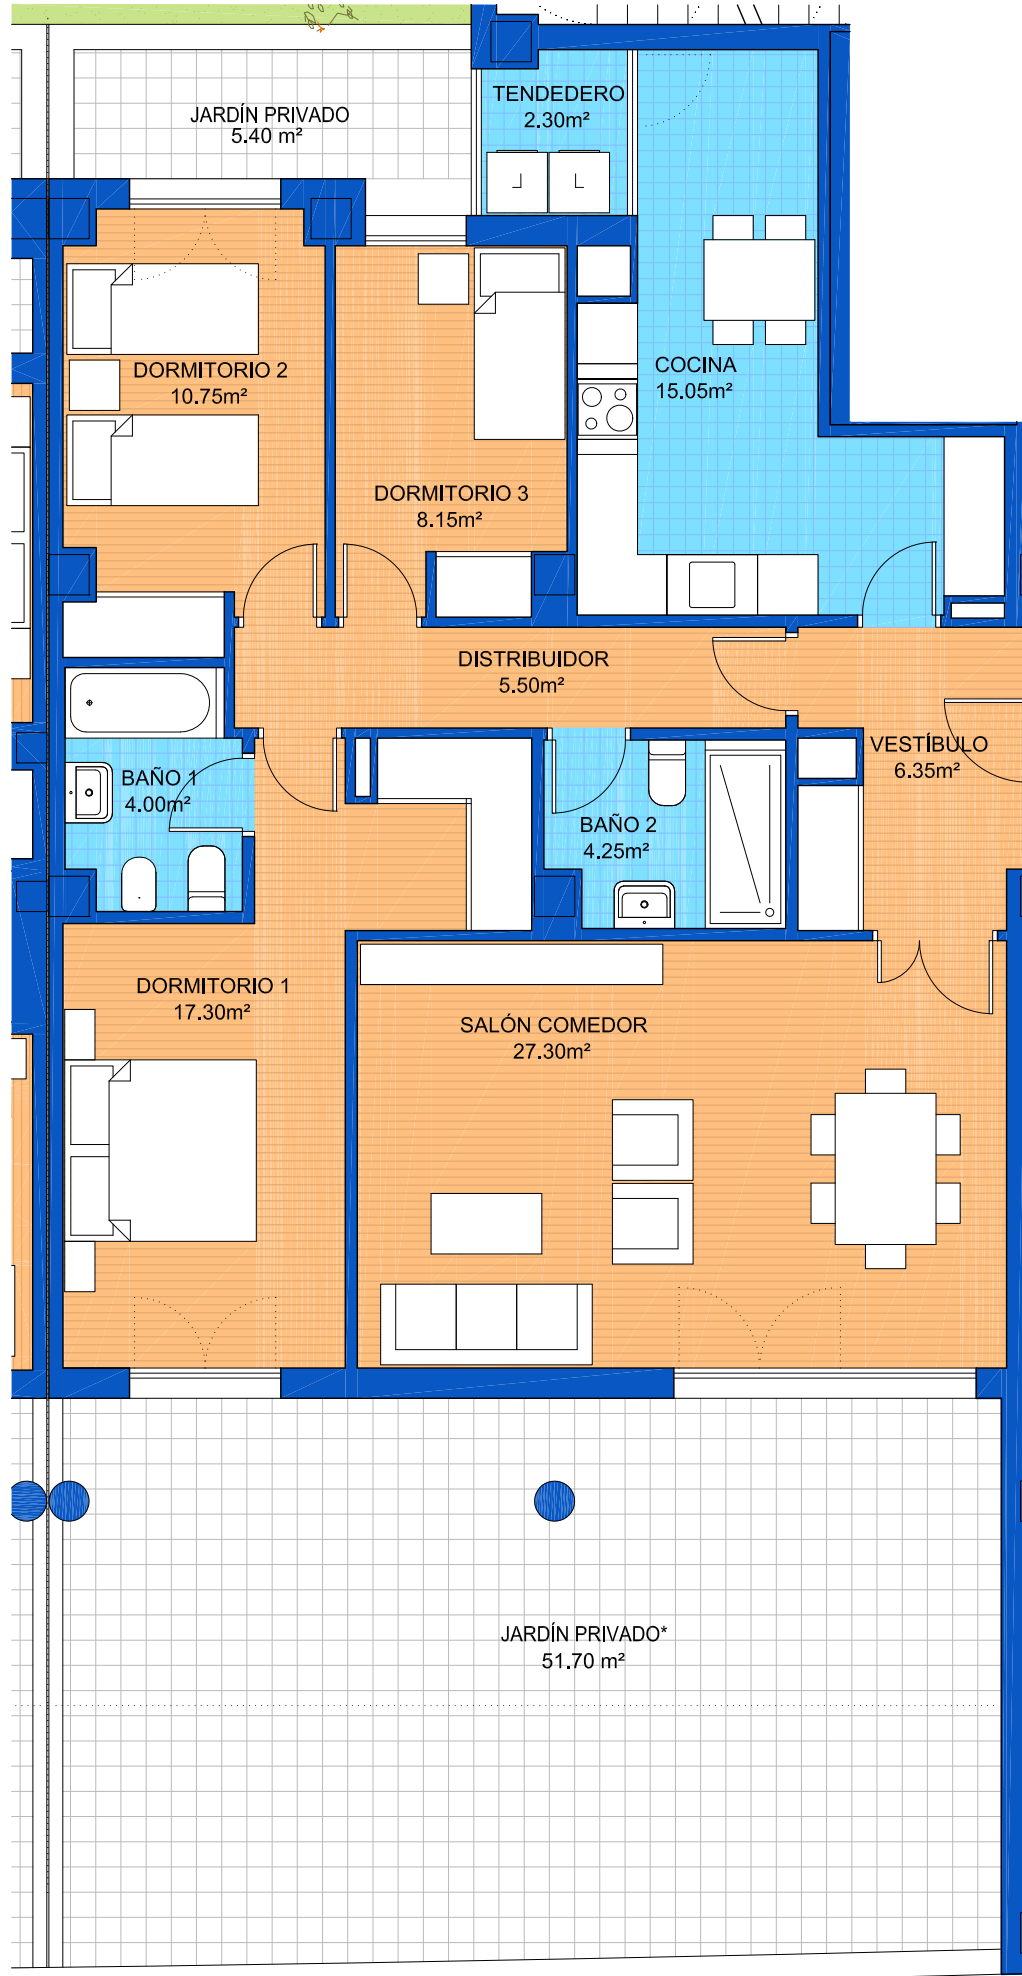 JARDÍN PRIVADO
5.40 m²
TENDEDERO
2.30m²
DORMITORIO 2
10.75m²
COCINA
15.05m²
DORMITORIO 3
8.15m²
DISTRIBUIDOR
5.50m²
VESTÍBULO
6.35m²
BAÑO 1
4.00m²
BAÑO 2
4.25m²
DORMITORIO 1
17.30m²
SALÓN COMEDOR
27.30m²
JARDÍN PRIVADO*
51.70 m²